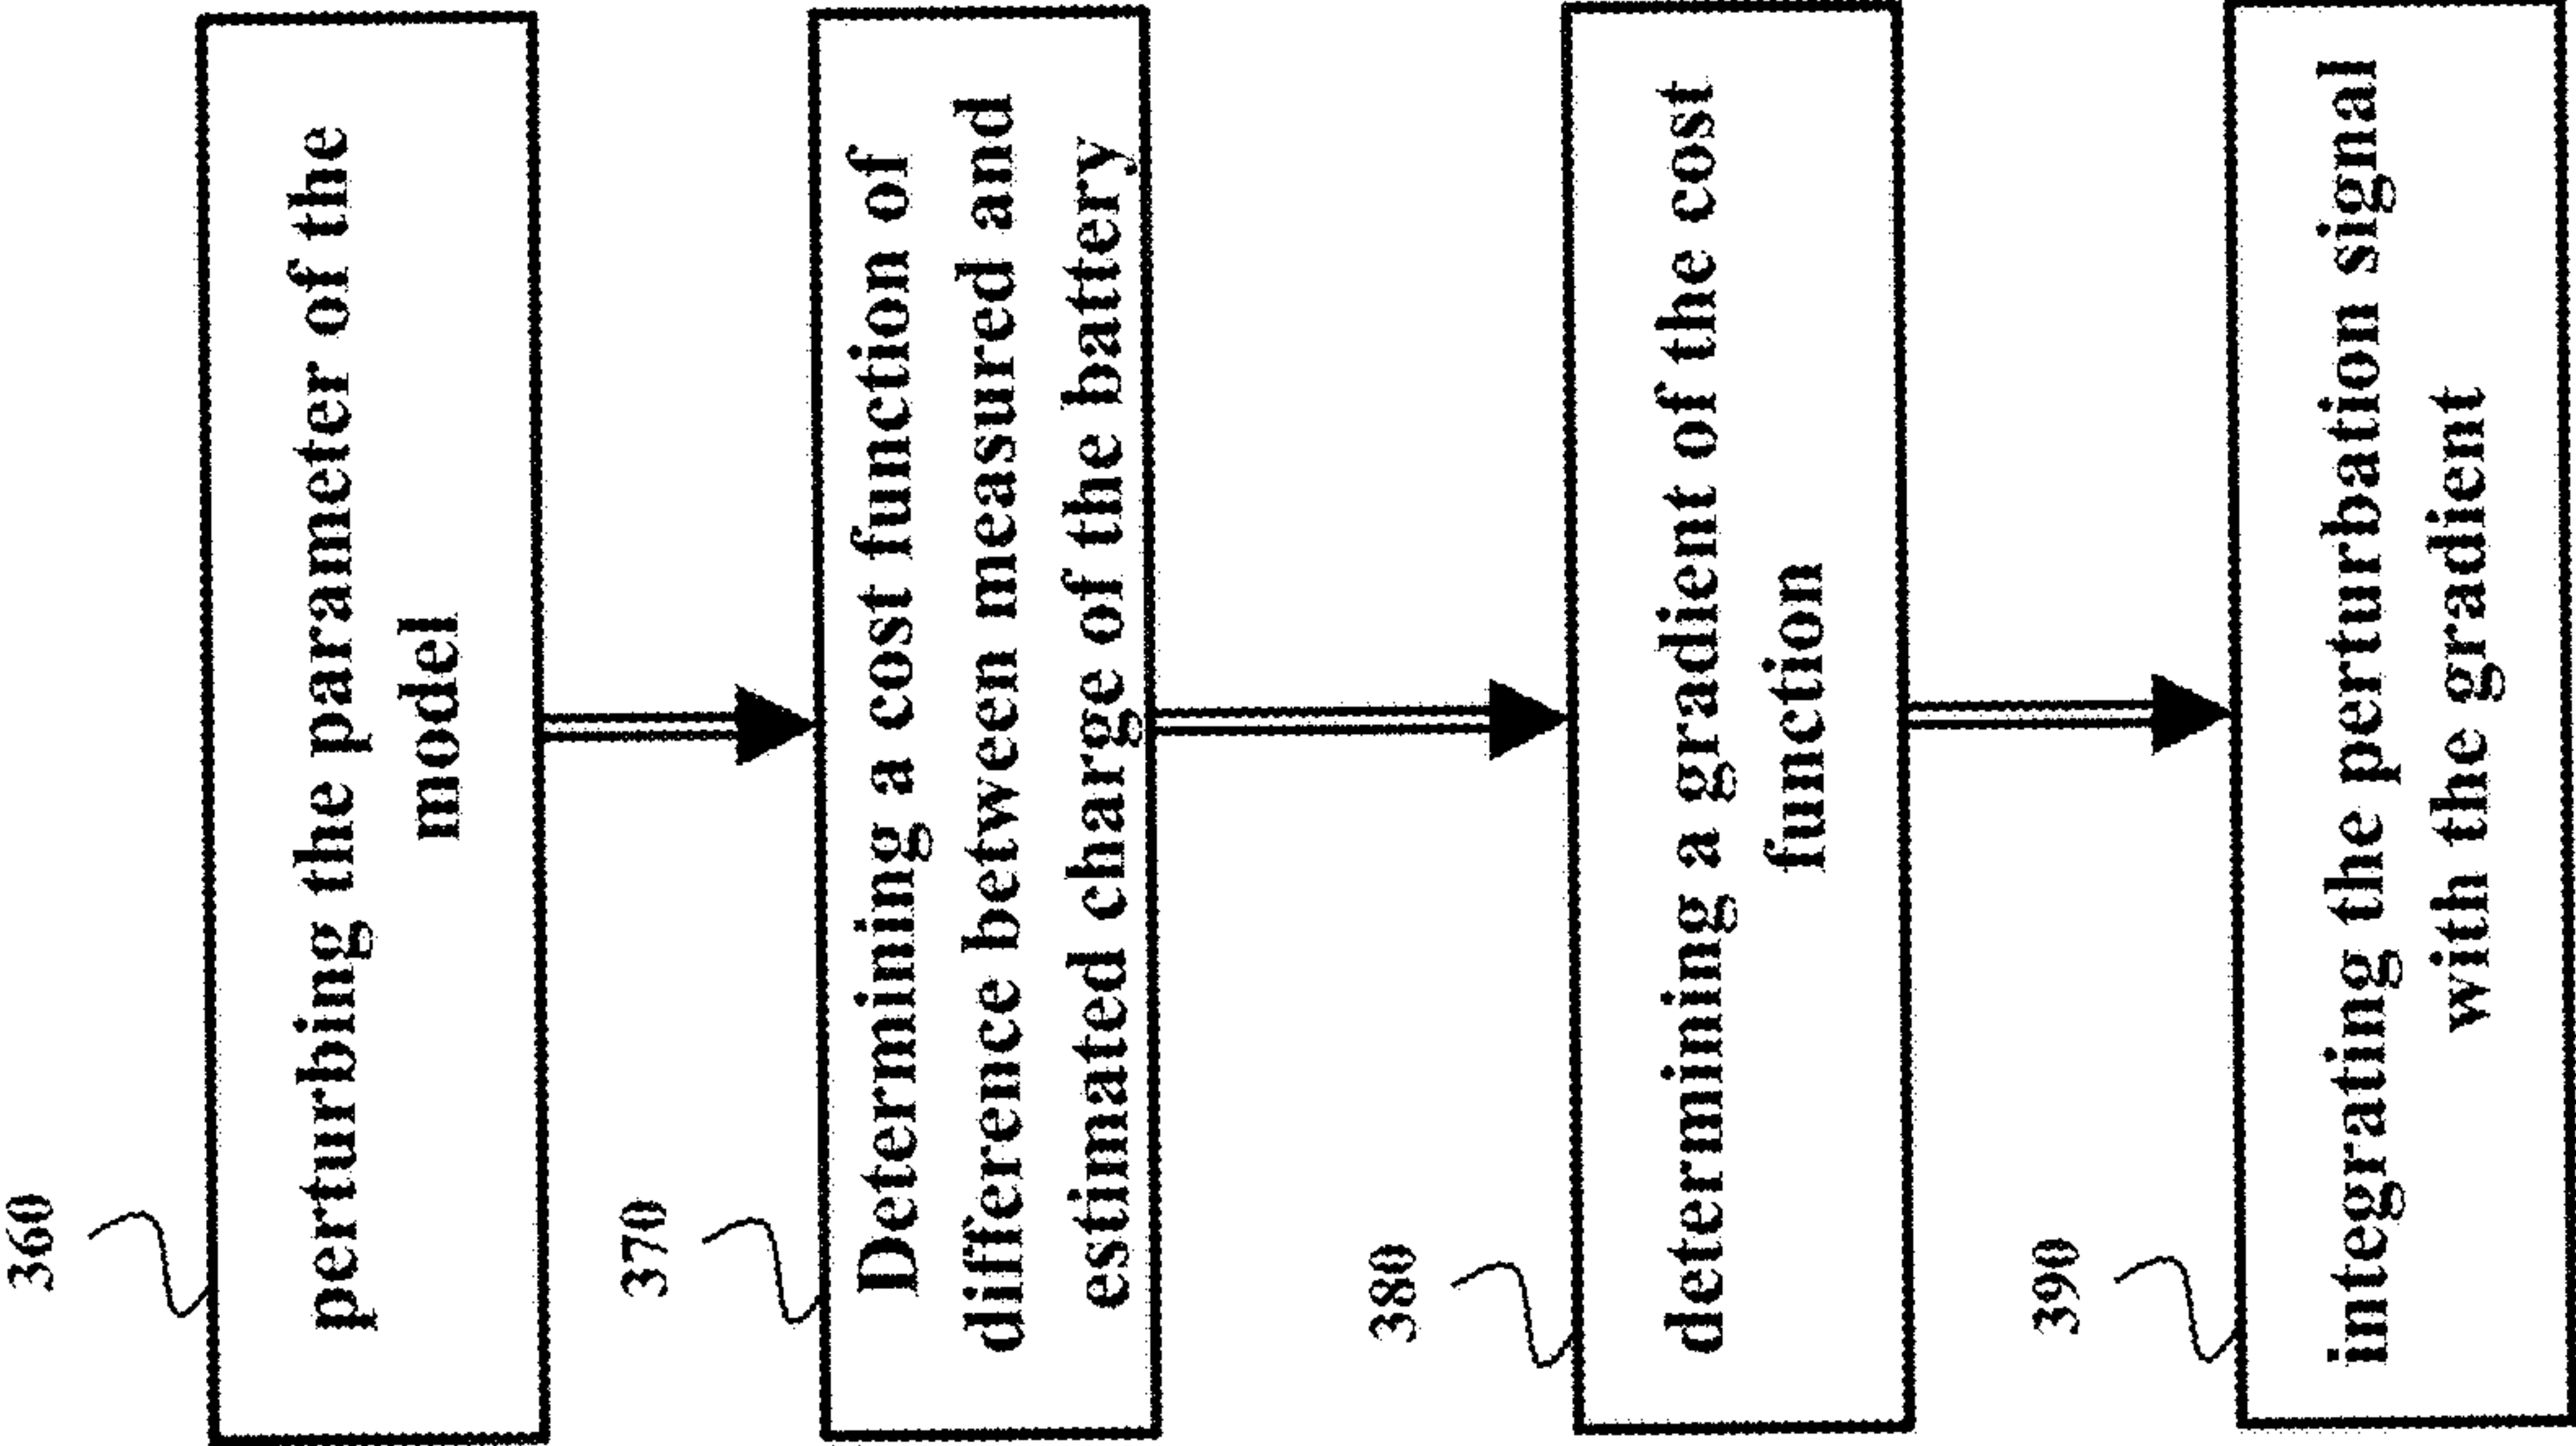 360
perturbing the parameter of the
model
370
Determining a cost function of
difference between measured and
estimated charge of the battery
380
determining a gradient of the cost
function
390
integrating the perturbation signal
with the gradient